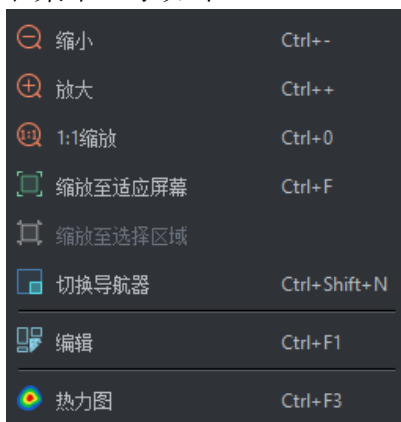 缩小 Ctrl+-
放大 Ctrl++
1:1 1:1缩放 Ctrl+0
缩放至适应屏幕 Ctrl+F
缩放至选择区域
切换导航器 Ctrl+Shift+N
编辑 Ctrl+F1
热力图 Ctrl+F3